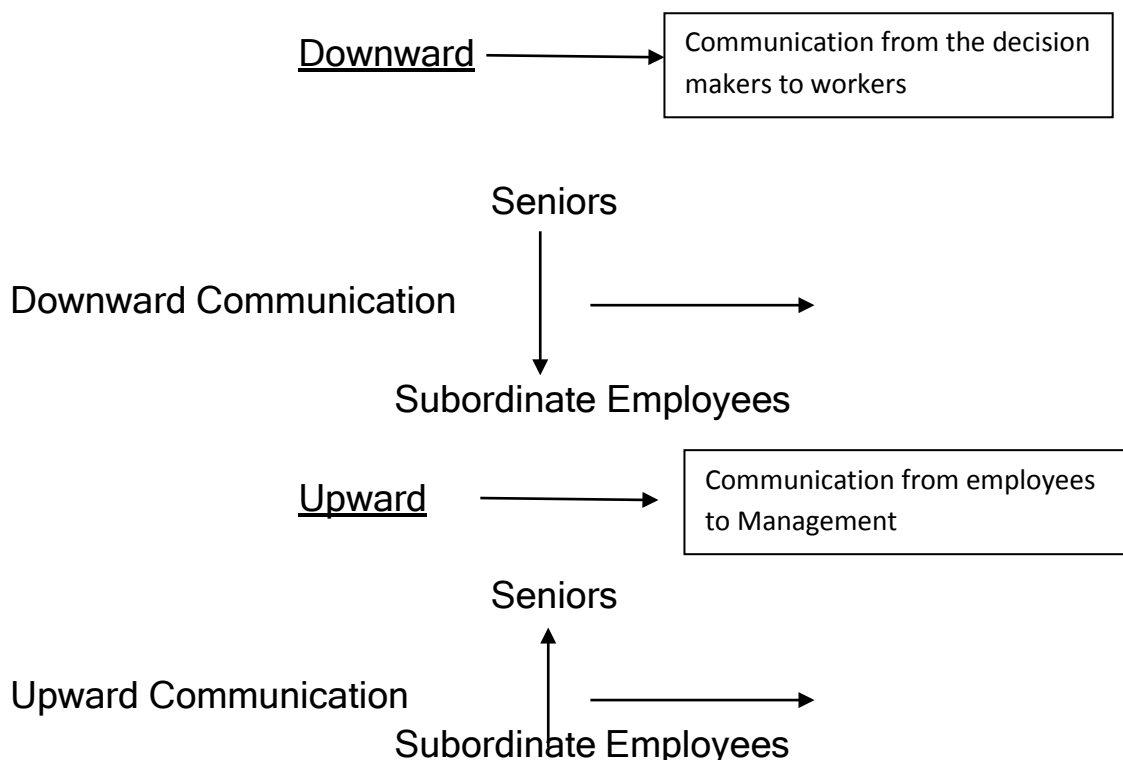 Downward
Communication from the decision
makers to workers
Seniors
Downward Communication
Subordinate Employees
Upward
Communication from employees
to Management
Seniors
Upward Communication
Subordinate Employees